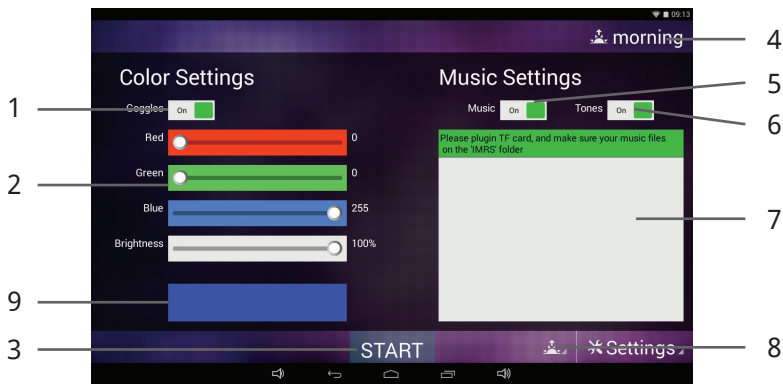 09:13
morning
4
Color Settings
Music Settings
5
1
Goggles On
Music On
Tones On
6
Red 0
Please plugin TF card, and make sure your music files
on the 'IMRS' folder
2
Green 0
Blue 255
7
Brightness 100%
9
3
START
Settings
8